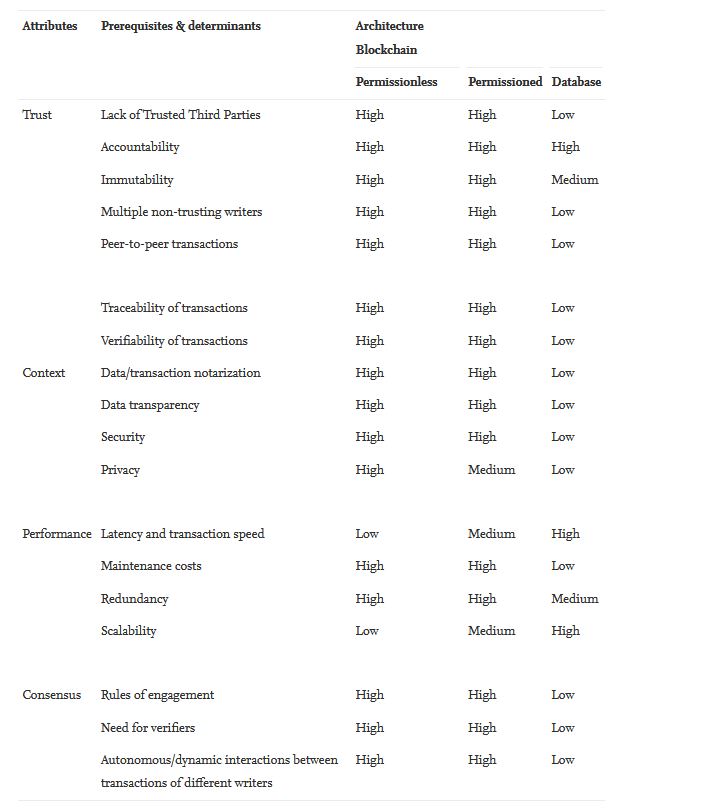 Attributes Prerequisites & determinants Architecture
Blockchain
Permissionless Permissioned Database
Trust Lack of Trusted Third Parties High High Low
Accountability High High High
Immutability High High Medium
Multiple non-trusting writers High High Low
Peer-to-peer transactions High High Low
Traceability of transactions High High Low
Verifiability of transactions High High Low
Context Data/transaction notarization High High Low
Data transparency High High Low
Security High High Low
Privacy High Medium Low
Performance Latency and transaction speed Low Medium High
Maintenance costs High High Low
Redundancy High High Medium
Scalability Low Medium High
Consensus Rules of engagement High High Low
Need for verifiers High High Low
Autonomous/dynamic interactions between High High Low
transactions of different writers